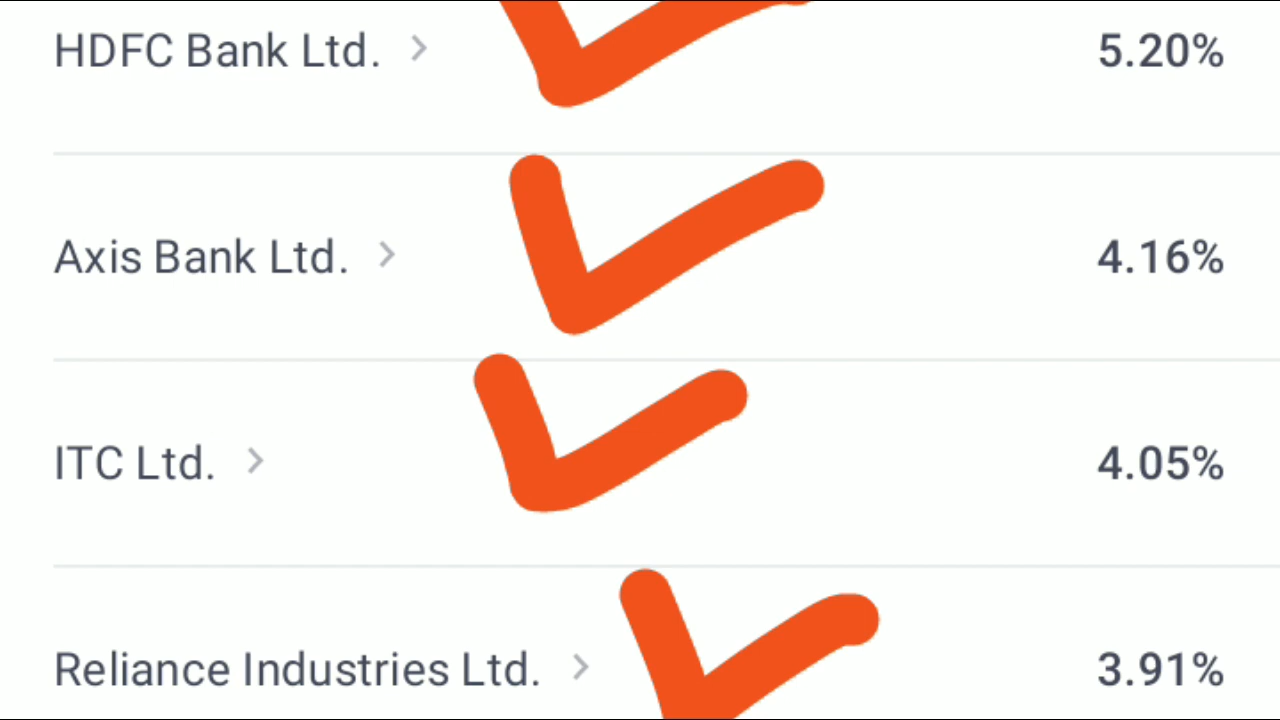 HDFC Bank Ltd. > 5.20%
Axis Bank Ltd. > 4.16%
ITC Ltd. > 4.05%
Reliance Industries Ltd. > 3.91%